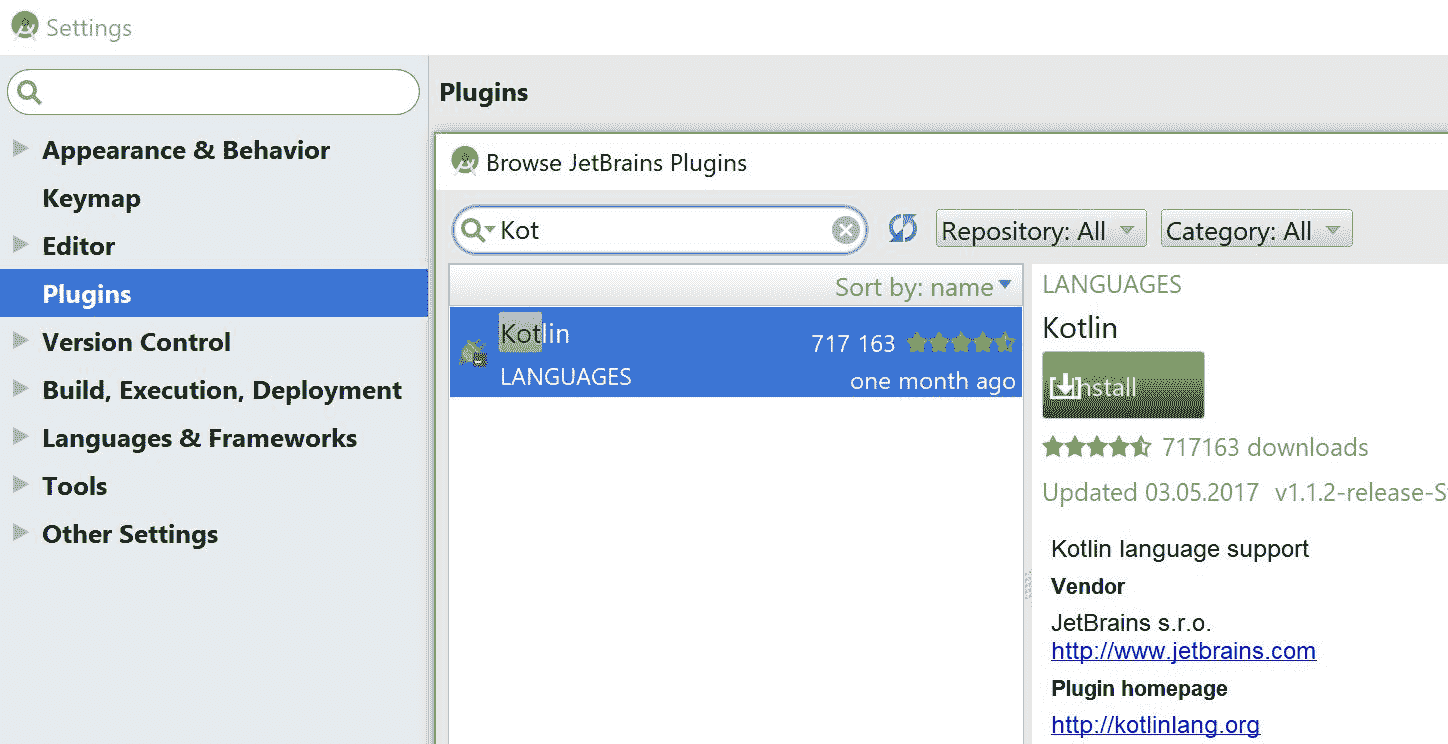 Settings
Plugins
Appearance & Behavior
Keymap
Editor
Plugins
Version Control
Build, Execution, Deployment
Languages & Frameworks
Tools
Other Settings
Browse JetBrains Plugins
Kot
Repository: All
Category: All
Sort by: name
Kotlin
717 163
LANGUAGES
one month ago
LANGUAGES
Kotlin
Install
717163 downloads
Updated 03.05.2017 v1.1.2-release-S
Kotlin language support
Vendor
JetBrains s.r.o.
http://www.jetbrains.com
Plugin homepage
http://kotlinlang.org